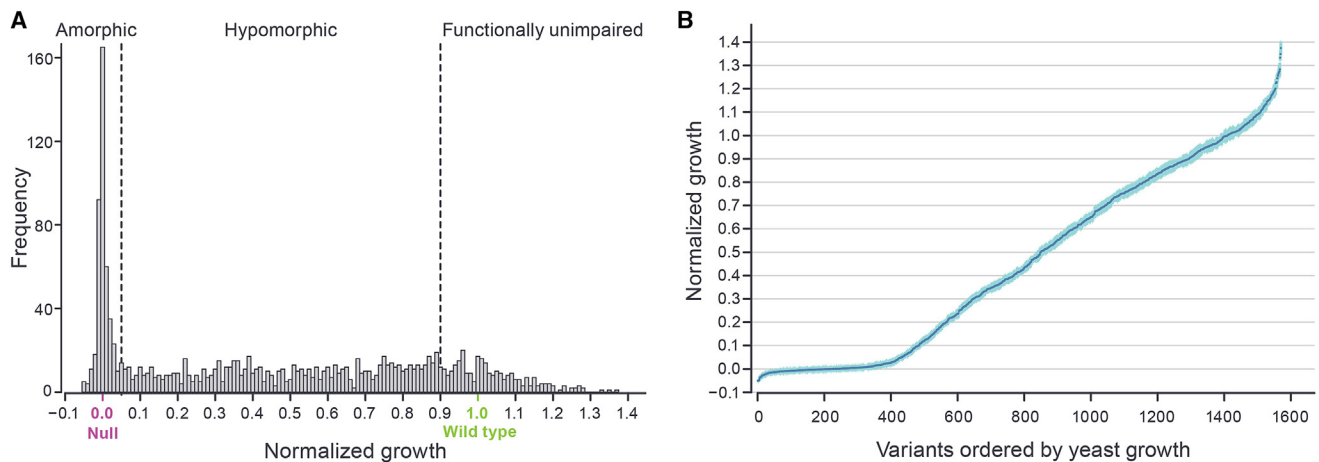 A
Amorphic
Hypomorphic
Functionally unimpaired
160
120
80
40
0
Frequency
−0.1 0.0 0.1 0.2 0.3 0.4 0.5 0.6 0.7 0.8 0.9 1.0 1.1 1.2 1.3 1.4
Null
Wild type
Normalized growth
B
1.4
1.3
1.2
1.1
1.0
0.9
0.8
0.7
0.6
0.5
0.4
0.3
0.2
0.1
0.0
−0.1
Normalized growth
0 200 400 600 800 1000 1200 1400 1600
Variants ordered by yeast growth